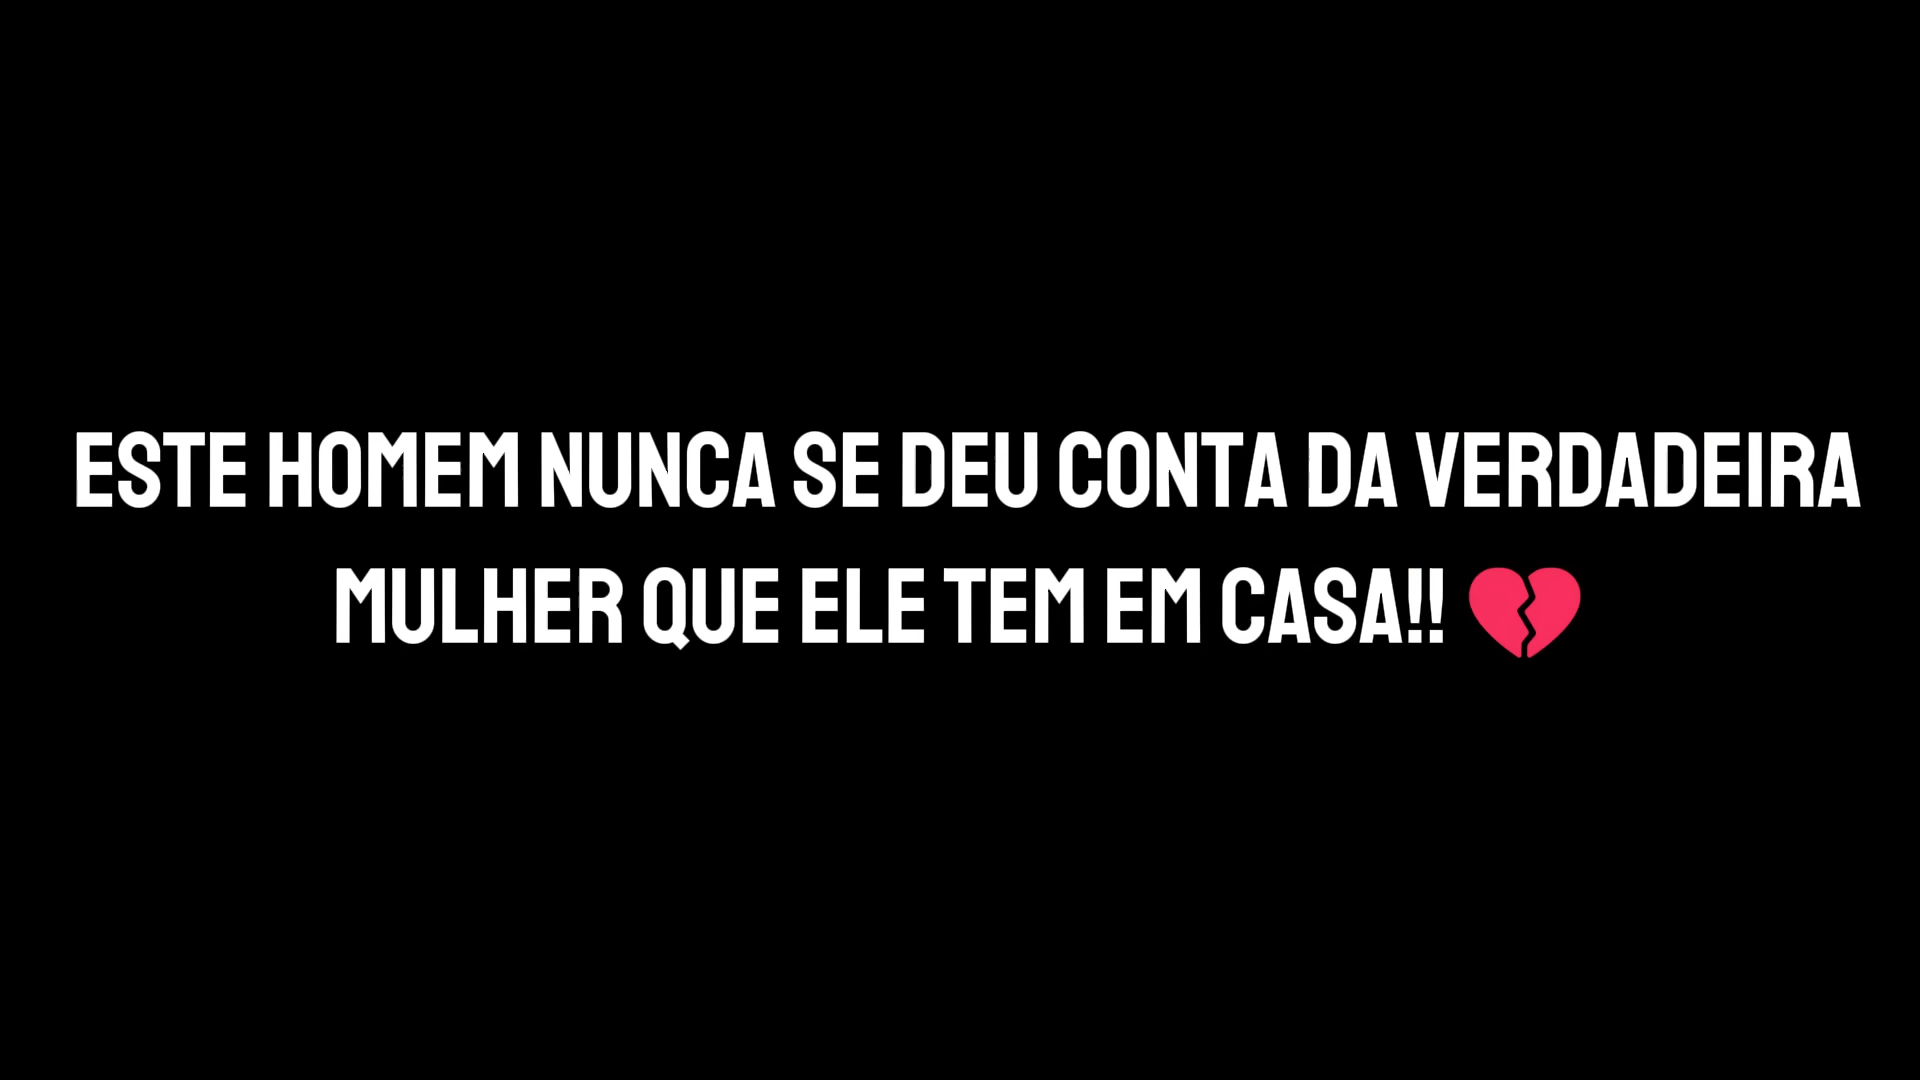 ESTE HOMEM NUNCA SE DEU CONTA DA VERDADEIRA
MULHER QUE ELE TEM EM CASA!! 💔